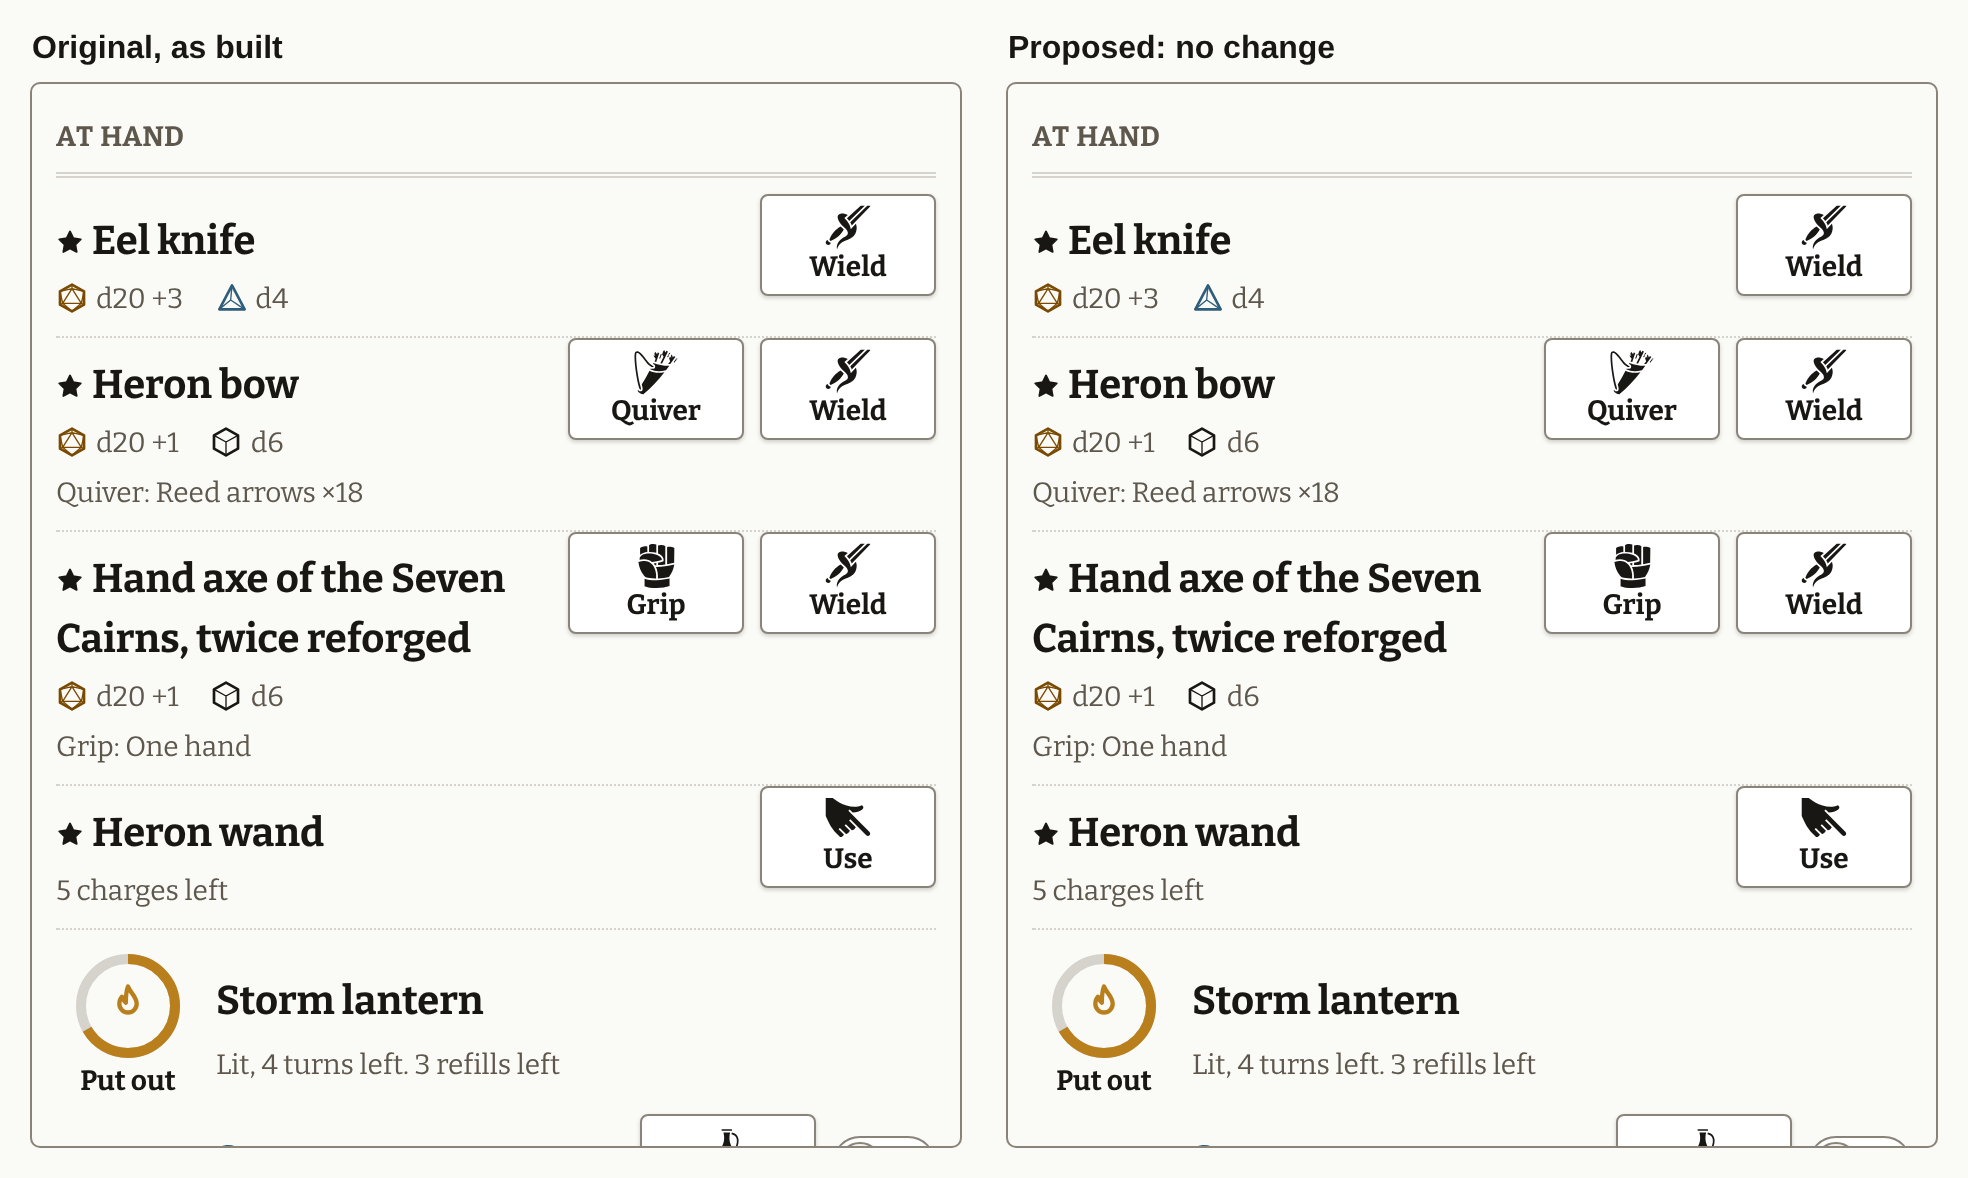 Original, as built
AT HAND
Eel knife
Wield
d20 +3 d4
Heron bow
Quiver
Wield
d20 +1 d6
Quiver: Reed arrows ×18
Hand axe of the Seven
Cairns, twice reforged
Grip
Wield
d20 +1 d6
Grip: One hand
Heron wand
Use
5 charges left
Storm lantern
Lit, 4 turns left. 3 refills left
Put out
Proposed: no change
AT HAND
Eel knife
Wield
d20 +3 d4
Heron bow
Quiver
Wield
d20 +1 d6
Quiver: Reed arrows ×18
Hand axe of the Seven
Cairns, twice reforged
Grip
Wield
d20 +1 d6
Grip: One hand
Heron wand
Use
5 charges left
Storm lantern
Lit, 4 turns left. 3 refills left
Put out